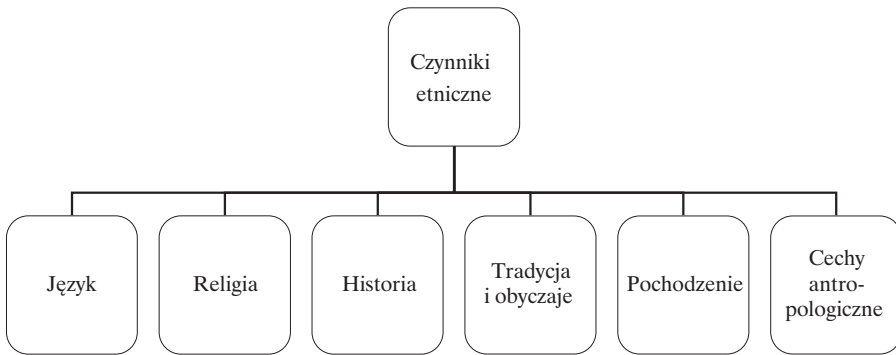 Czynniki
etniczne
Język
Religia
Historia
Tradycja
i obyczaje
Pochodzenie
Cechy
antro-
pologiczne